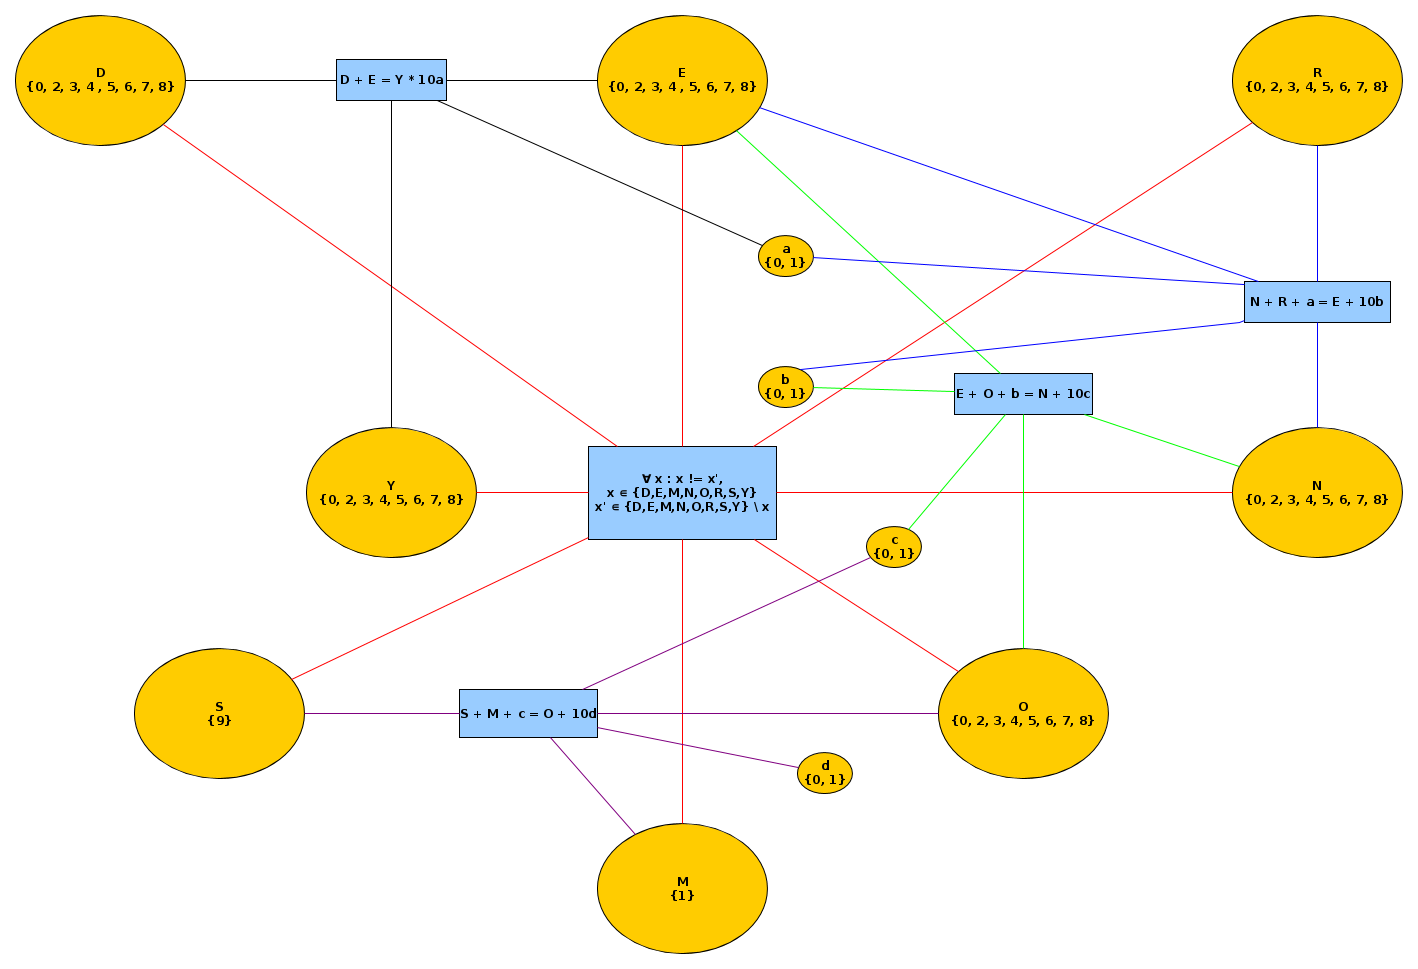 D
{0, 2, 3, 4 , 5, 6, 7, 8}
D + E = Y * 10a
E
{0, 2, 3, 4 , 5, 6, 7, 8}
R
{0, 2, 3, 4, 5, 6, 7, 8}
a
{0, 1}
N + R + a = E + 10b
b
{0, 1}
E + O + b = N + 10c
Y
{0, 2, 3, 4, 5, 6, 7, 8}
∀ x : x != x',
x ∈ {D,E,M,N,O,R,S,Y}
x' ∈ {D,E,M,N,O,R,S,Y} \ x
N
{0, 2, 3, 4, 5, 6, 7, 8}
c
{0, 1}
S
{9}
S + M + c = O + 10d
O
{0, 2, 3, 4, 5, 6, 7, 8}
d
{0, 1}
M
{1}